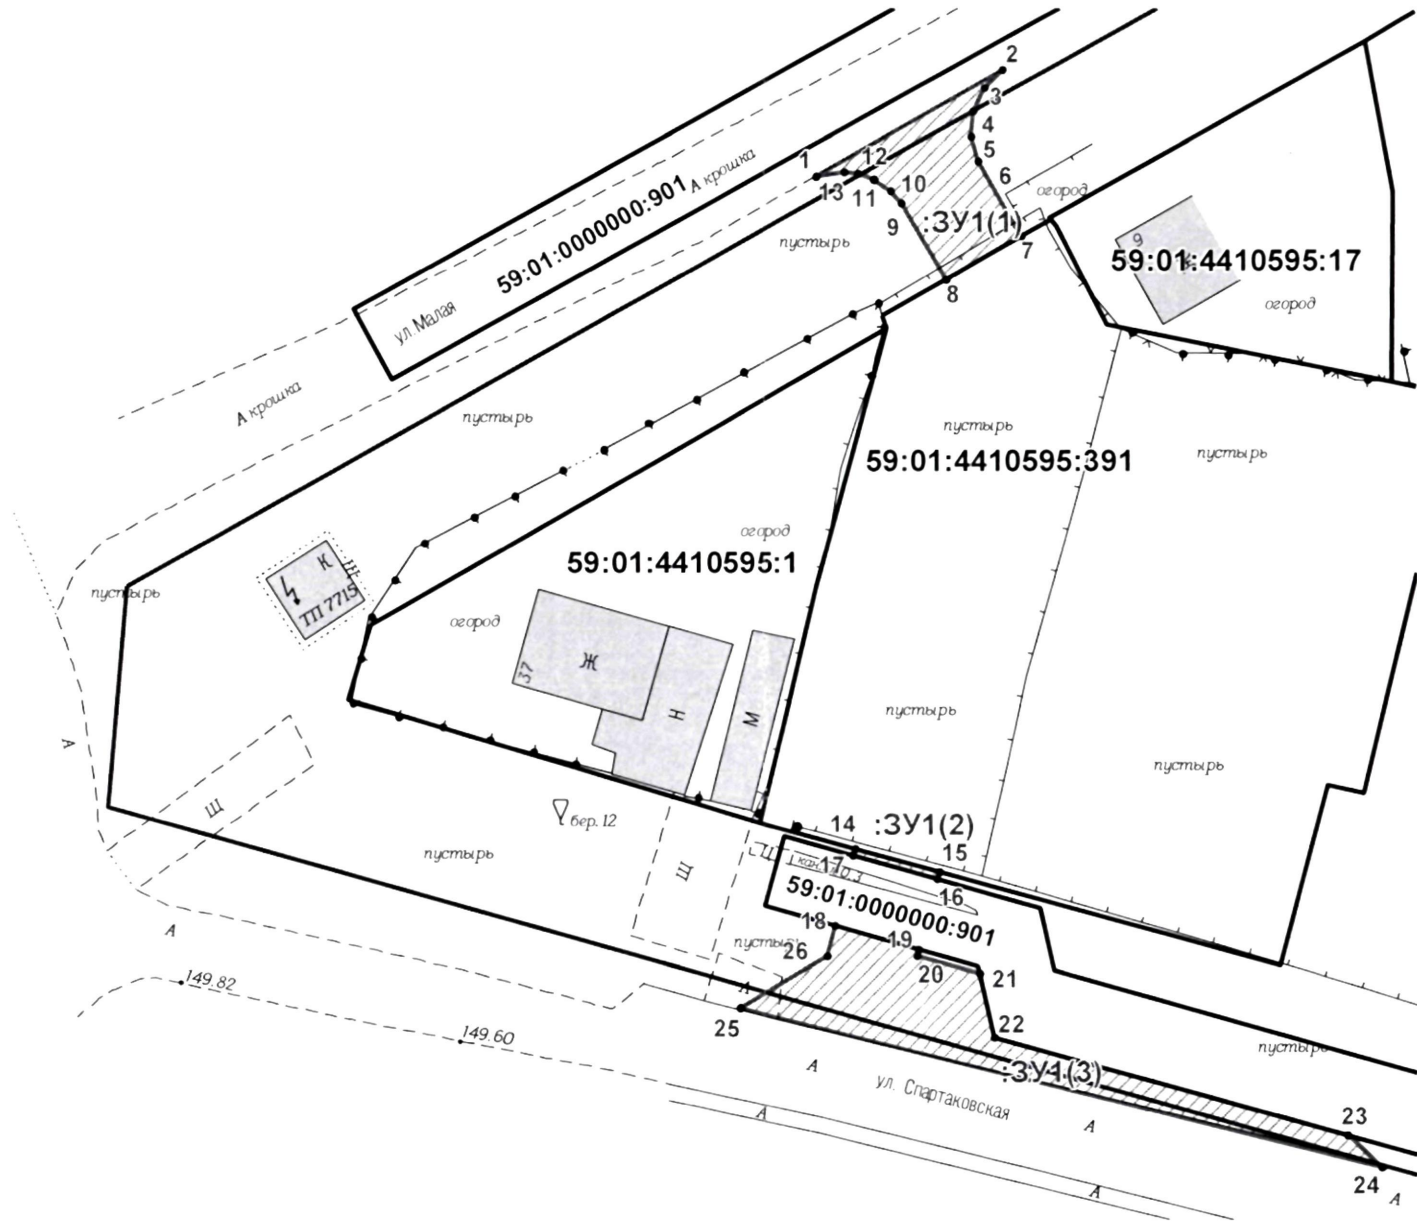 2
3
4
5
6
7
8
9
10
11
12
13
1
А крошка
59:01:0000000:901
ул. Малая
А крошка
пустырь
:ЗУ1(1)
огород
9
59:01:4410595:17
огород
пустырь
пустырь
59:01:4410595:391
пустырь
огород
59:01:4410595:1
пустырь
К
ТП 7715
Ш
огород
37
Ж
Н
М
пустырь
пустырь
А
Щ
бер. 12
пустырь
Щ
14
:ЗУ1(2)
15
Щ
17
16
59:01:0000000:901
18
19
пустырь
26
20
21
А
А
149.82
25
22
149.60
пустырь
:ЗУ1(3)
А
ул. Спартаковская
А
А
23
24
А
А